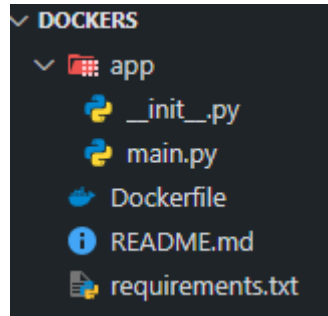 DOCKERS
app
__init__.py
main.py
Dockerfile
README.md
requirements.txt